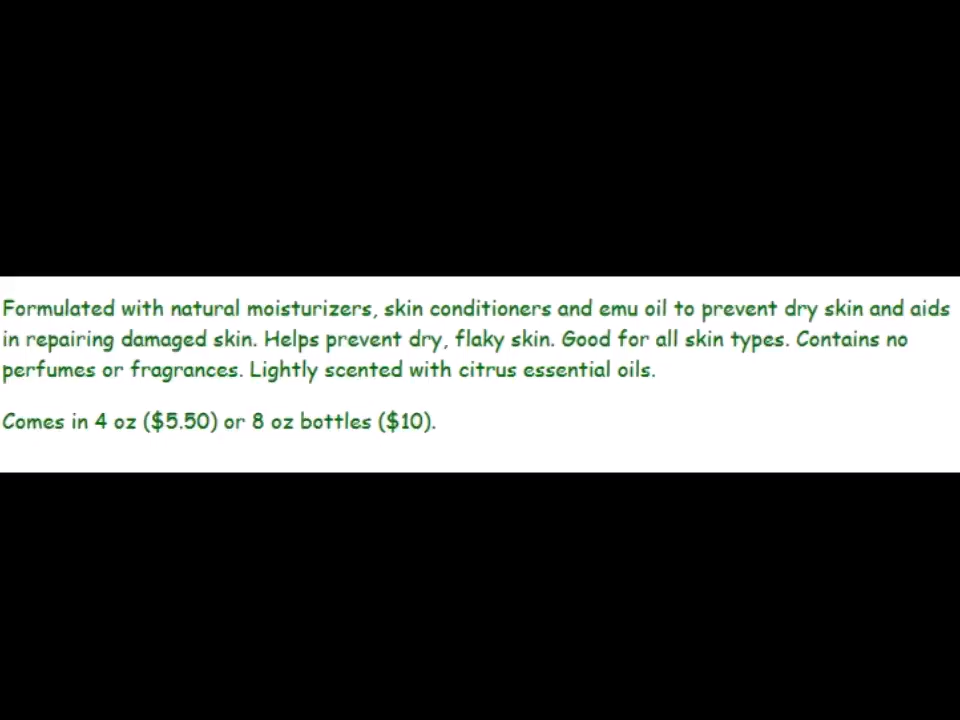 Formulated with natural moisturizers, skin conditioners and emu oil to prevent dry skin and aids
in repairing damaged skin. Helps prevent dry, flaky skin. Good for all skin types. Contains no
perfumes or fragrances. Lightly scented with citrus essential oils.
Comes in 4 oz ($5.50) or 8 oz bottles ($10).